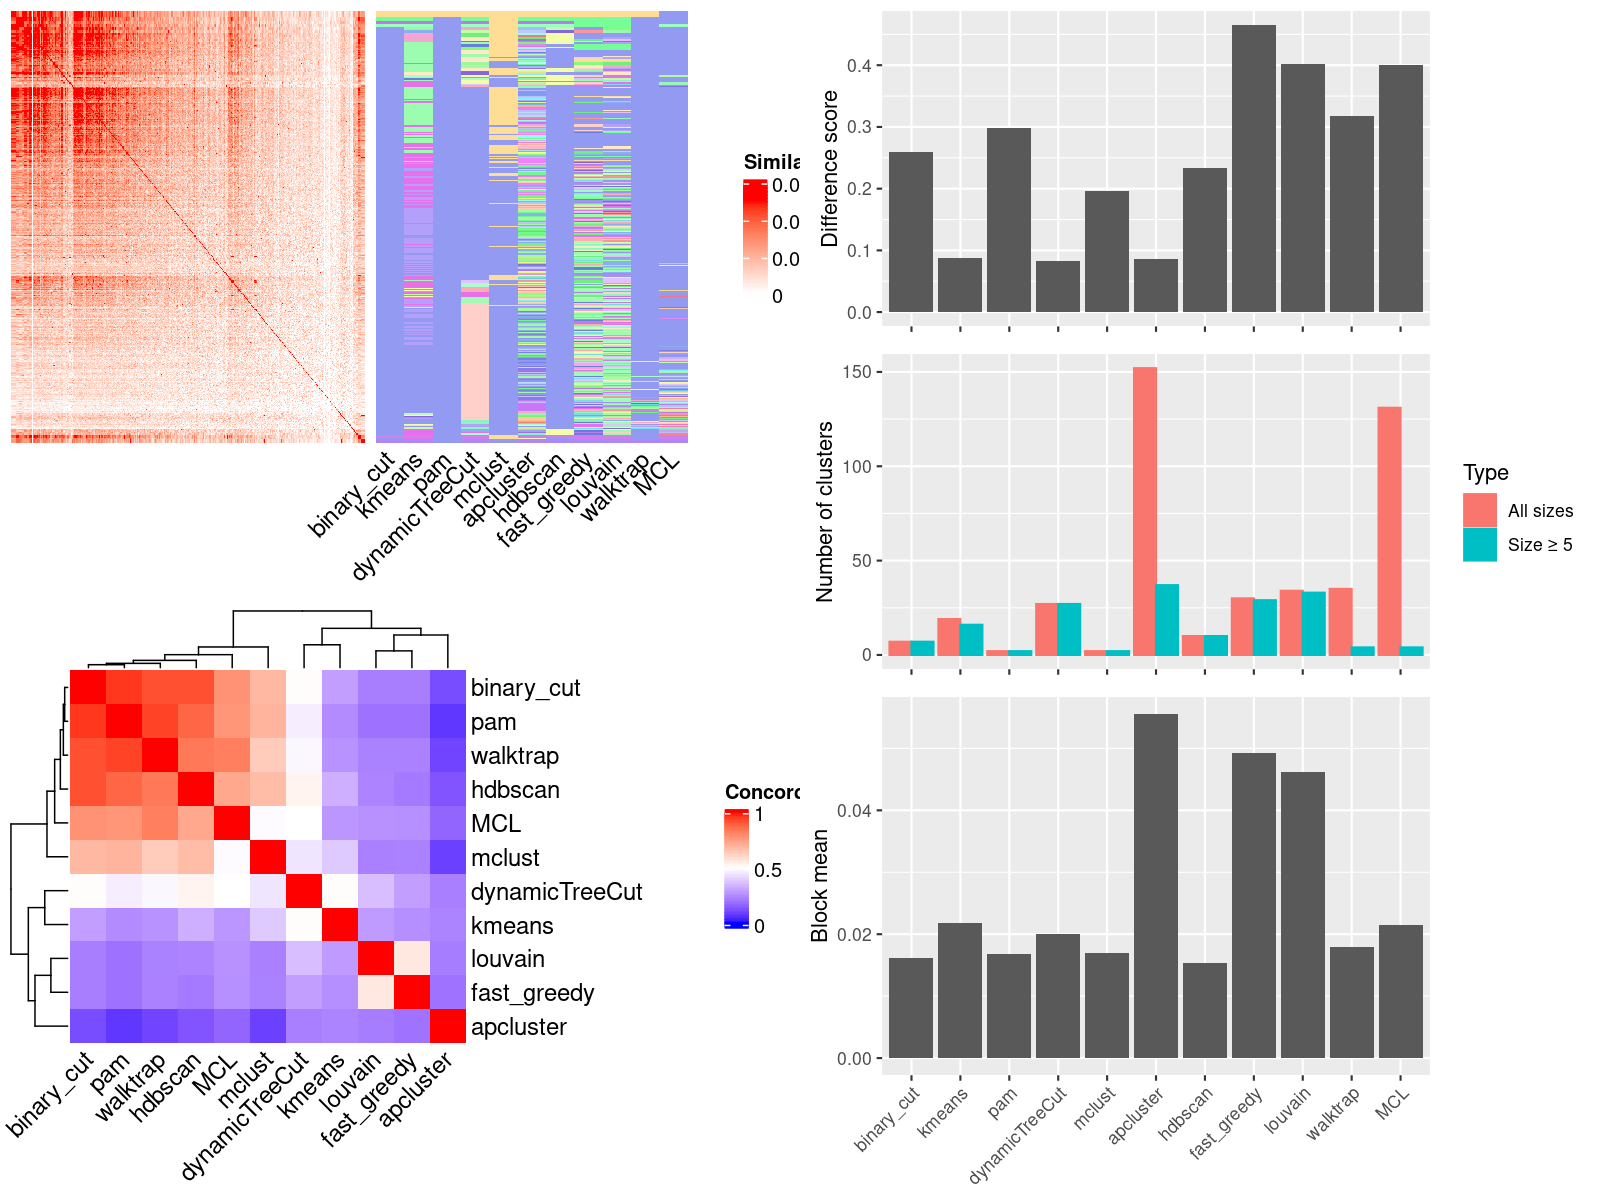 Simila
0.0
0.0
0.0
0
binary_cut
kmeans
pam
dynamicTreeCut
mclust
apcluster
hdbscan
fast_greedy
louvain
walktrap
MCL
binary_cut
pam
walktrap
hdbscan
MCL
mclust
dynamicTreeCut
kmeans
louvain
fast_greedy
apcluster
Concord
1
0.5
0
binary_cut
pam
walktrap
hdbscan
MCL
mclust
dynamicTreeCut
kmeans
louvain
fast_greedy
apcluster
Difference score
0.4
0.3
0.2
0.1
0.0
Number of clusters
150
100
50
0
Type
All sizes
Size ≥ 5
Block mean
0.04
0.02
0.00
binary_cut
kmeans
pam
dynamicTreeCut
mclust
apcluster
hdbscan
fast_greedy
louvain
walktrap
MCL